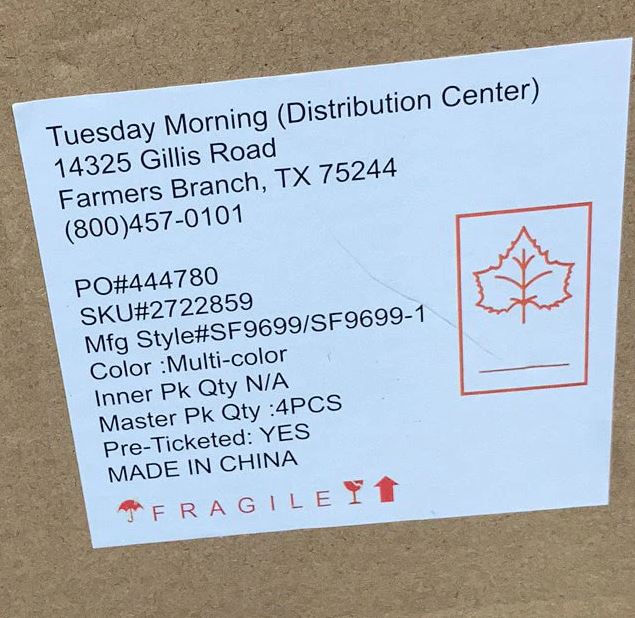 Tuesday Morning (Distribution Center)
14325 Gillis Road
Farmers Branch, TX 75244
(800)457-0101
PO#444780
SKU#2722859
Mfg Style#SF9699/SF9699-1
Color :Multi-color
Inner Pk Qty N/A
Master Pk Qty :4PCS
Pre-Ticketed: YES
MADE IN CHINA
FRAGILE